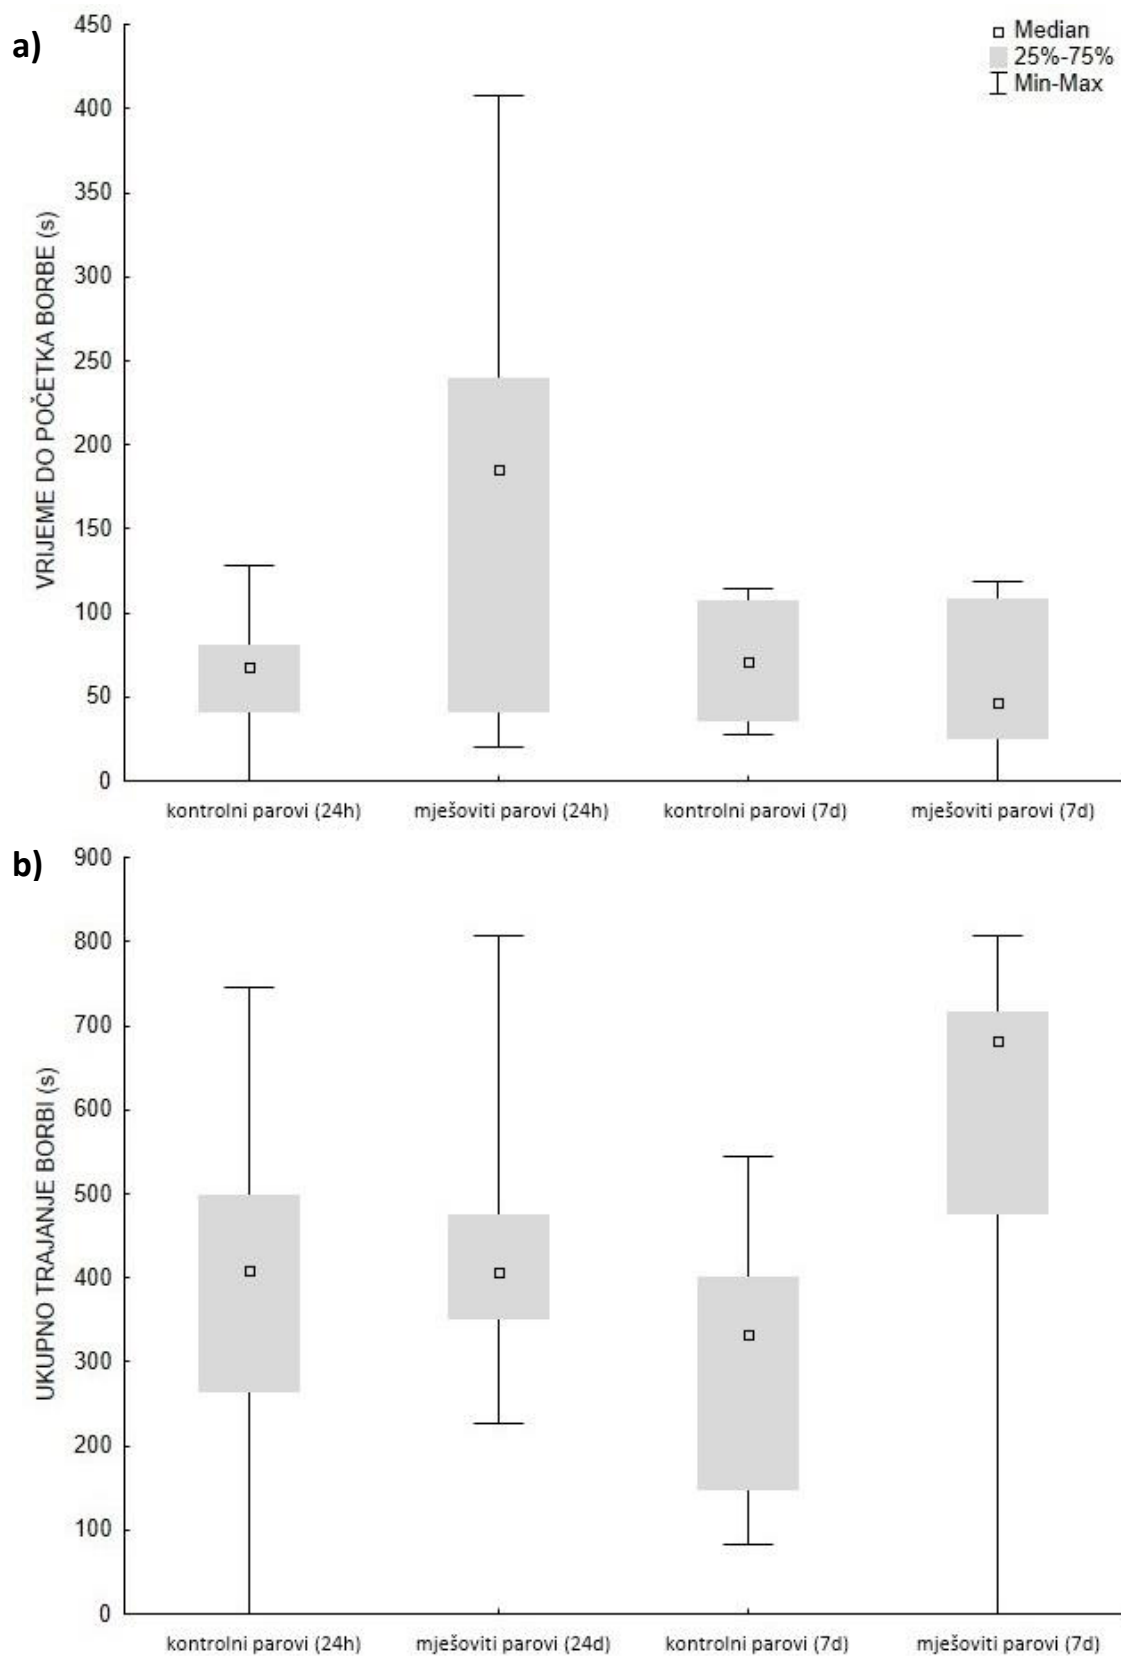 a)
Median
25%-75%
Min-Max
VRIJEME DO POČETKA BORBE (s)
450
400
350
300
250
200
150
100
50
0
kontrolni parovi (24h) mješoviti parovi (24h) kontrolni parovi (7d) mješoviti parovi (7d)
b)
UKUPNO TRAJANJE BORBI (s)
900
800
700
600
500
400
300
200
100
0
kontrolni parovi (24h) mješoviti parovi (24d) kontrolni parovi (7d) mješoviti parovi (7d)